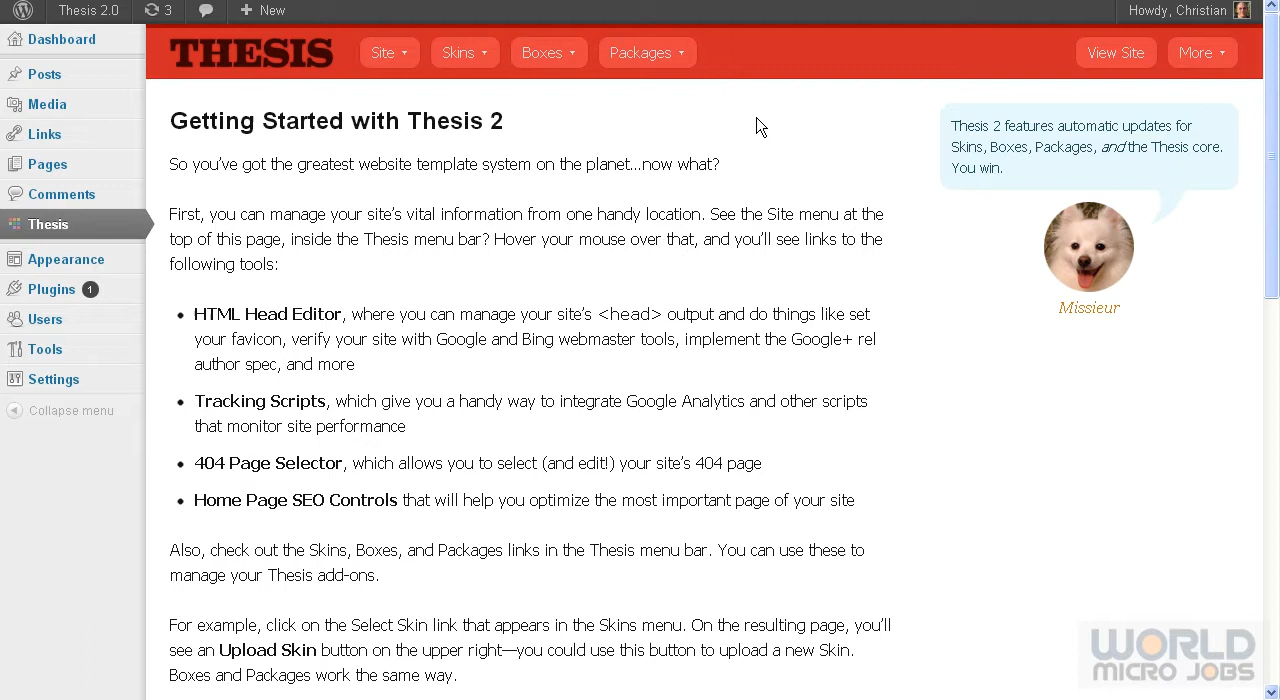 Thesis 2.0 3 New Howdy, Christian
Dashboard
Posts
Media
Links
Pages
Comments
Thesis
Appearance
Plugins 1
Users
Tools
Settings
Collapse menu
THESIS Site Skins Boxes Packages View Site More
Getting Started with Thesis 2
So you've got the greatest website template system on the planet…now what?
First, you can manage your site's vital information from one handy location. See the Site menu at the
top of this page, inside the Thesis menu bar? Hover your mouse over that, and you'll see links to the
following tools:
• HTML Head Editor, where you can manage your site's <head> output and do things like set
your favicon, verify your site with Google and Bing webmaster tools, implement the Google+ rel
author spec, and more
• Tracking Scripts, which give you a handy way to integrate Google Analytics and other scripts
that monitor site performance
• 404 Page Selector, which allows you to select (and edit!) your site's 404 page
• Home Page SEO Controls that will help you optimize the most important page of your site
Also, check out the Skins, Boxes, and Packages links in the Thesis menu bar. You can use these to
manage your Thesis add-ons.
For example, click on the Select Skin link that appears in the Skins menu. On the resulting page, you'll
see an Upload Skin button on the upper right—you could use this button to upload a new Skin.
Boxes and Packages work the same way.
Thesis 2 features automatic updates for
Skins, Boxes, Packages, and the Thesis core.
You win.
Missieur
WORLD
MICRO JOBS